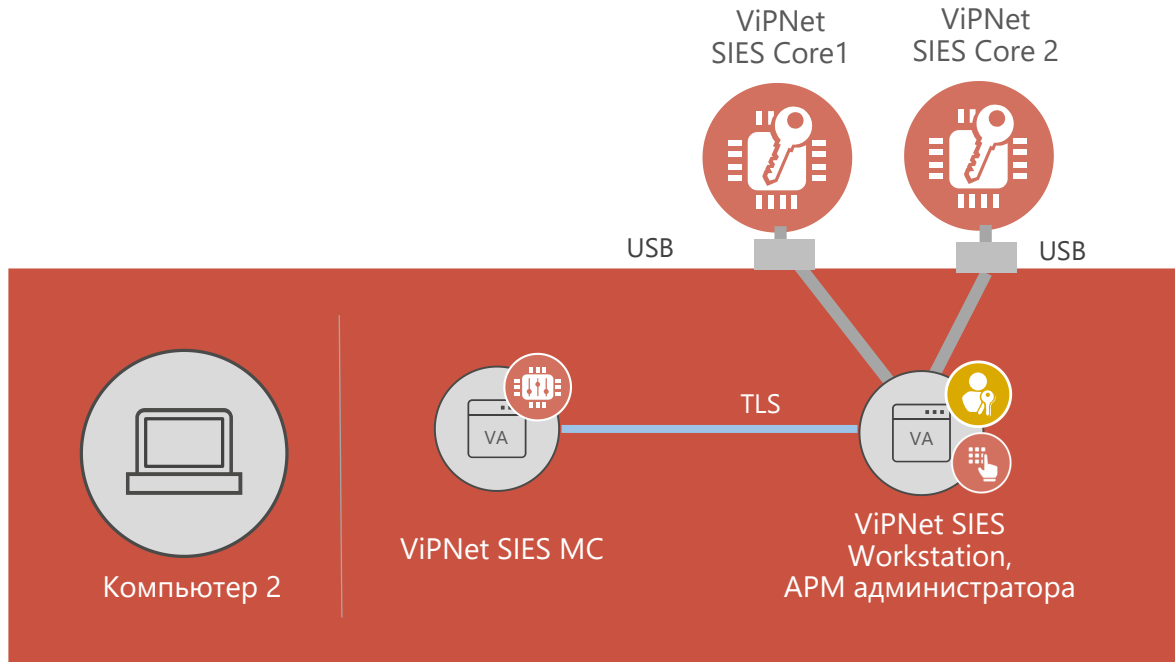 ViPNet
SIES Core1
ViPNet
SIES Core 2
USB
USB
TLS
VA
VA
ViPNet SIES MC
ViPNet SIES
Workstation,
АРМ администратора
Компьютер 2